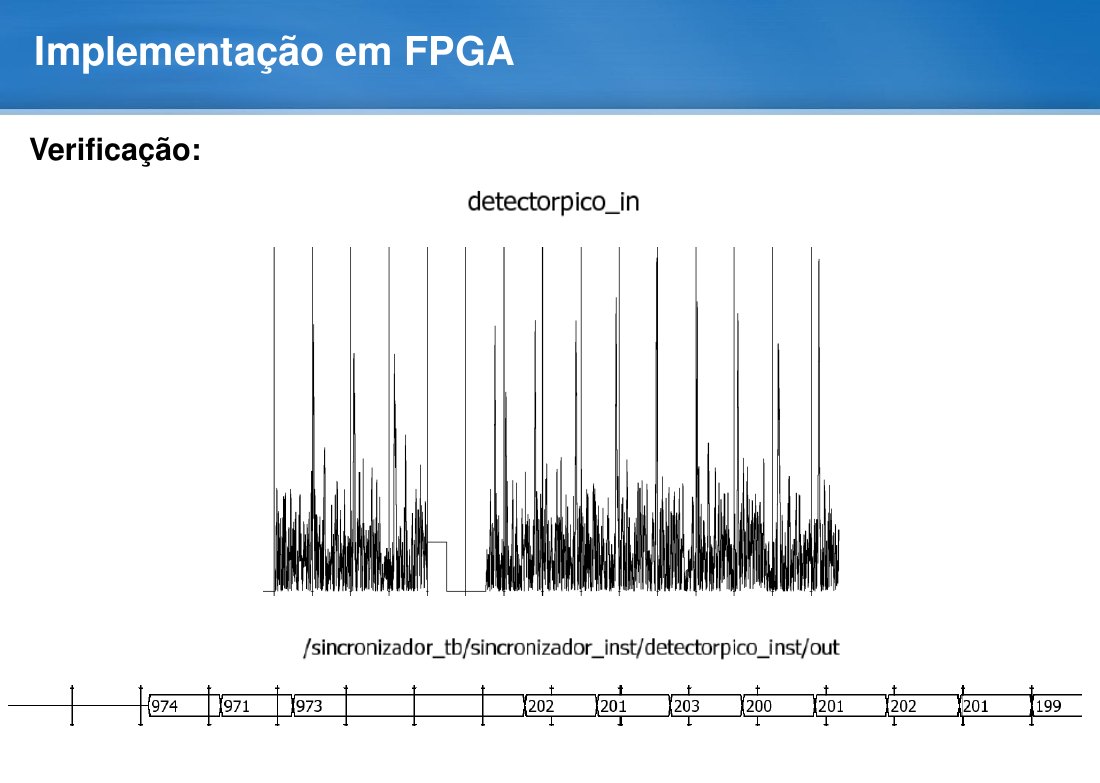 Implementação em FPGA
Verificação:
detectorpico_in
/sincronizador_tb/sincronizador_inst/detectorpico_inst/out
974 971 973 202 201 203 200 201 202 201 199